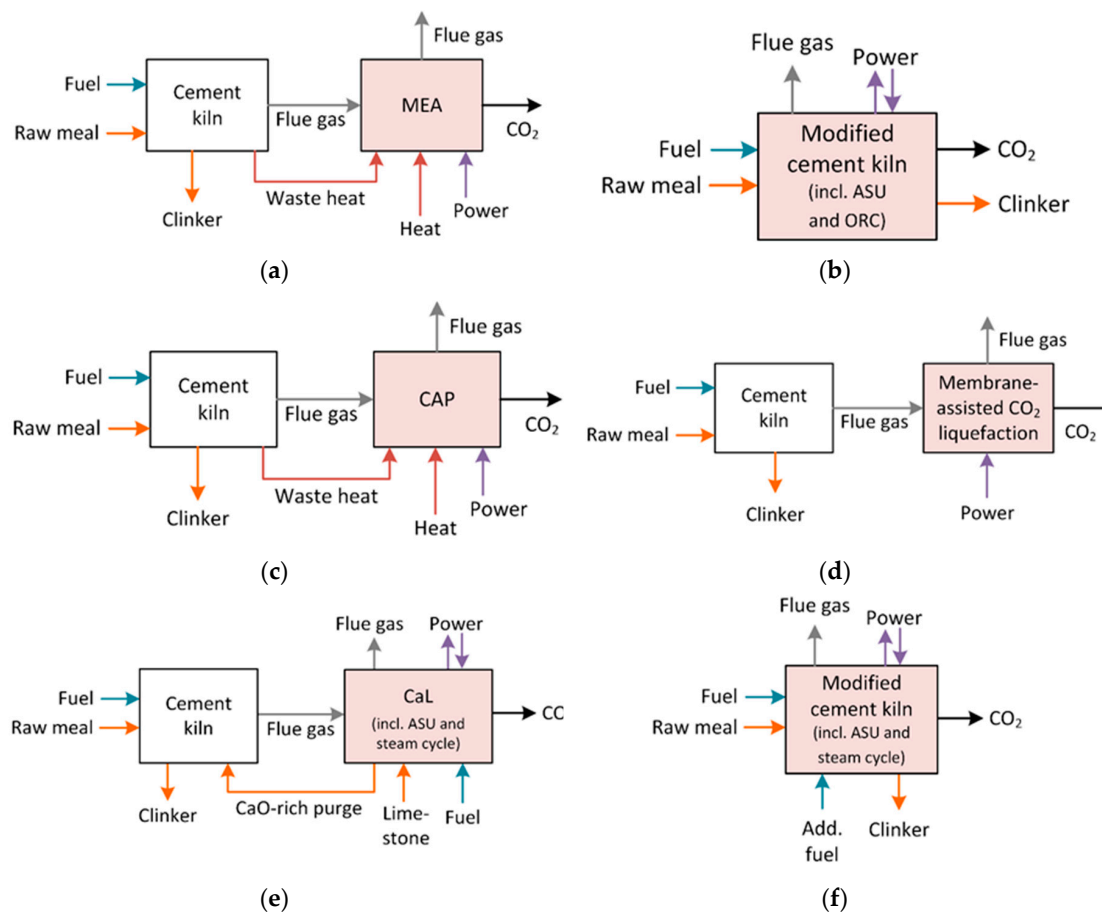 Flue gas
Fuel
Cement
kiln
MEA
Raw meal
Flue gas
CO₂
Clinker
Waste heat
Heat
Power
(a)
Flue gas
Power
Modified
cement kiln
(incl. ASU
and ORC)
Fuel
Raw meal
CO₂
Clinker
(b)
Flue gas
Fuel
Cement
kiln
CAP
Raw meal
Flue gas
CO₂
Clinker
Waste heat
Heat
Power
(c)
Flue gas
Fuel
Cement
kiln
Membrane-
assisted CO₂
liquefaction
Raw meal
Flue gas
CO₂
Clinker
Power
(d)
Flue gas
Power
Fuel
Cement
kiln
CaL
(incl. ASU and
steam cycle)
Raw meal
Flue gas
CC
Clinker
CaO-rich purge
Lime-
stone
Fuel
(e)
Flue gas
Power
Fuel
Modified
cement kiln
(incl. ASU and
steam cycle)
Raw meal
CO₂
Add.
fuel
Clinker
(f)